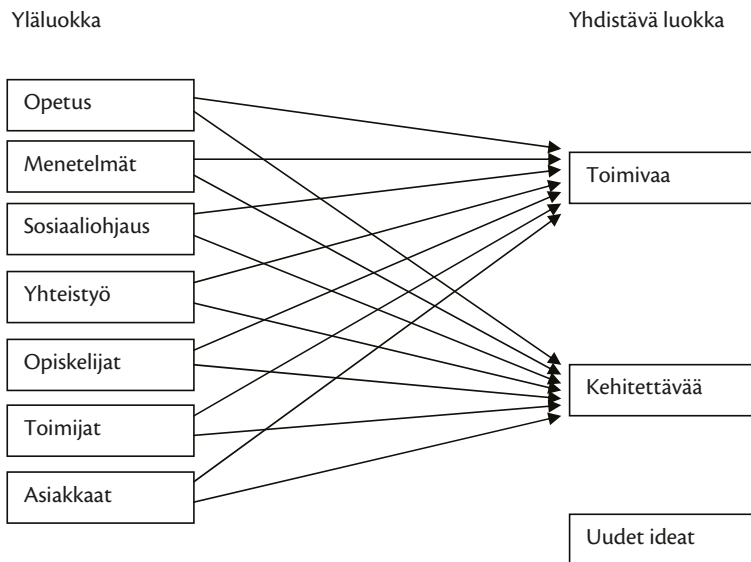 Yläluokka
Yhdistävä luokka
Opetus
Menetelmät
Sosiaaliohjaus
Yhteistyö
Opiskelijat
Toimijat
Asiakkaat
Toimivaa
Kehitettävää
Uudet ideat